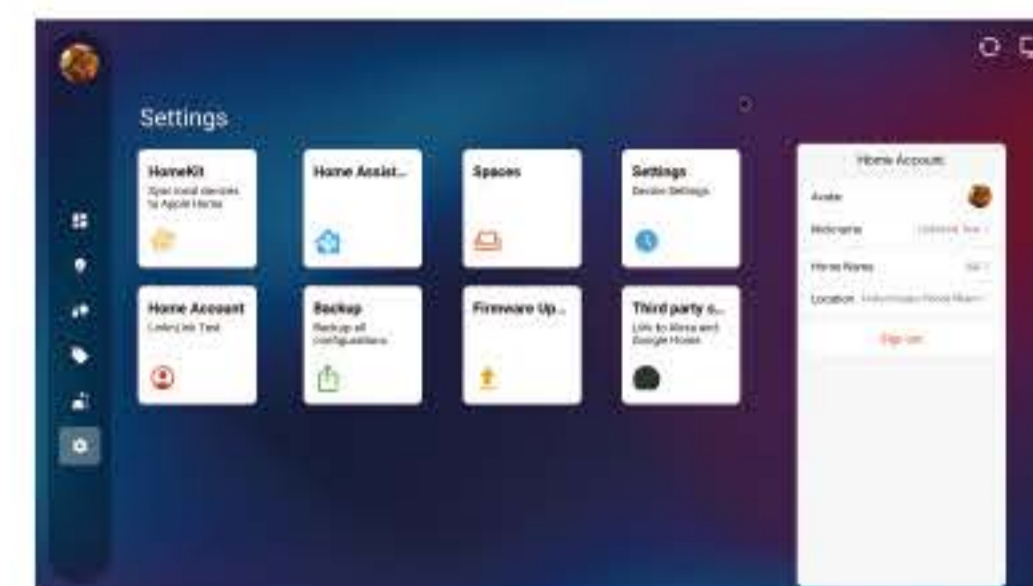 Settings
HomeKit
Sync local devices
to Apple Home
Home Assist...
Spaces
Settings
Device Settings
Home Account
LinknLink Test
Backup
Backup all
configurations
Firmware Up...
Third party s...
Link to Alexa and
Google Home
Home Account
Avatar
Nickname
Home Name
Location
Sign out